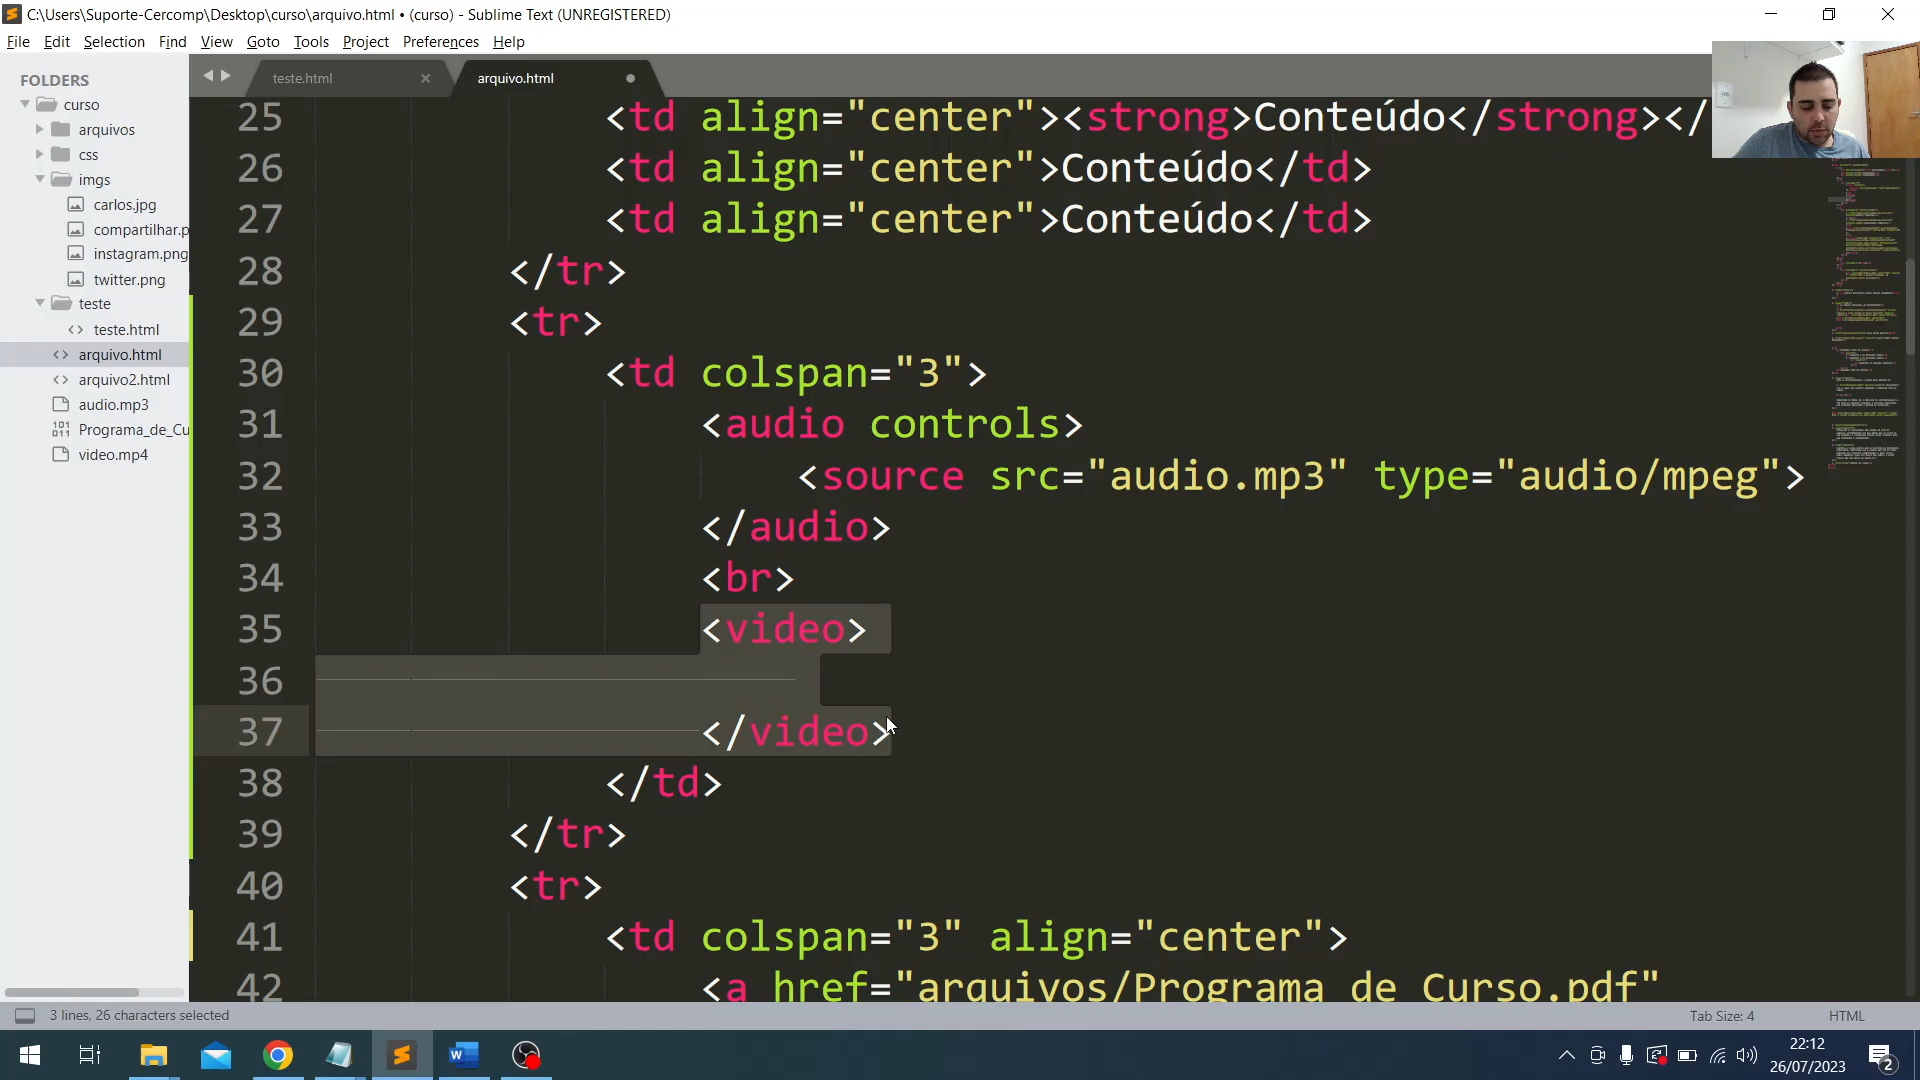 C:\Users\Suporte-Cercomp\Desktop\curso\arquivo.html • (curso) - Sublime Text (UNREGISTERED)
File Edit Selection Find View Goto Tools Project Preferences Help
FOLDERS
curso
arquivos
css
imgs
carlos.jpg
compartilhar.p
instagram.png
twitter.png
teste
teste.html
arquivo.html
arquivo2.html
audio.mp3
Programa_de_Cu
video.mp4
teste.html
arquivo.html
25 <td align="center"><strong>Conteúdo</strong></
26 <td align="center">Conteúdo</td>
27 <td align="center">Conteúdo</td>
28 </tr>
29 <tr>
30 <td colspan="3">
31 <audio controls>
32 <source src="audio.mp3" type="audio/mpeg">
33 </audio>
34 <br>
35 <video>
36
37 </video>
38 </td>
39 </tr>
40 <tr>
41 <td colspan="3" align="center">
42 <a href="arquivos/Programa_de_Curso.pdf"
3 lines, 26 characters selected
Tab Size: 4 HTML
22:12
26/07/2023
2